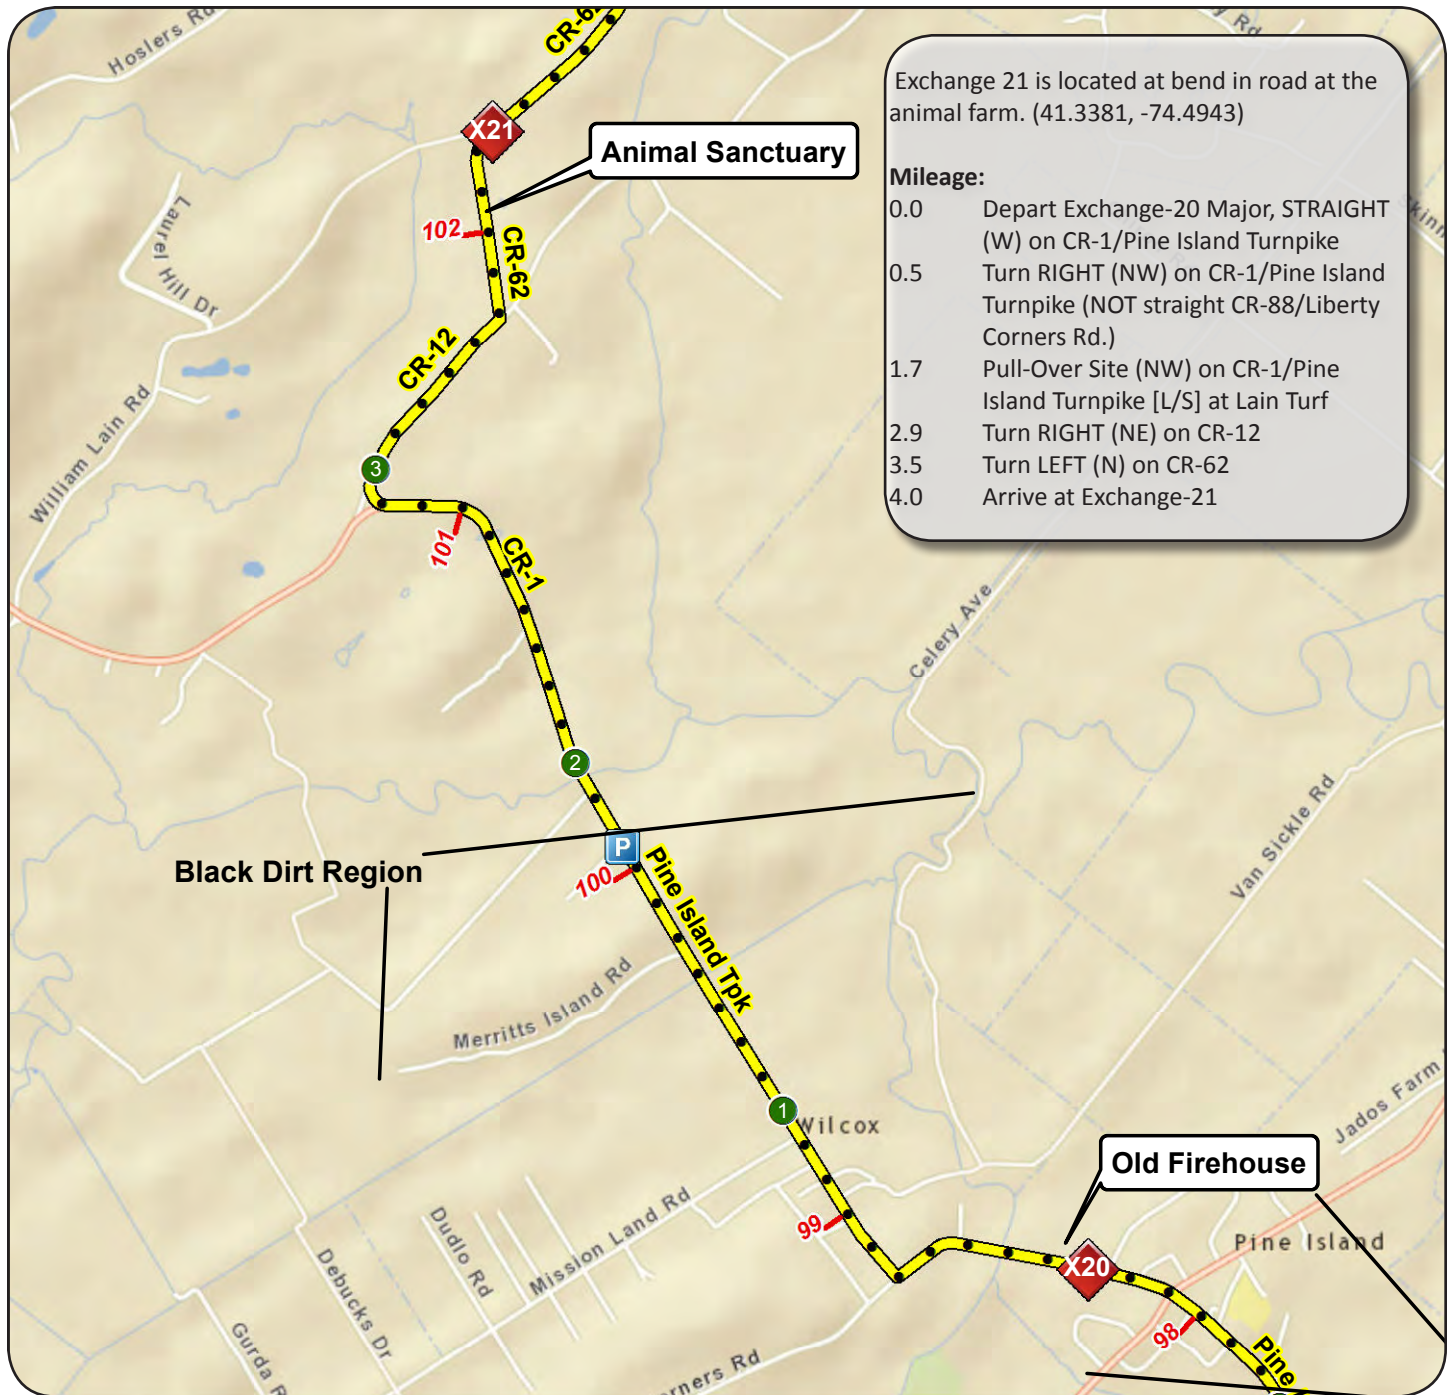 Hoslers Rd
CR-62
y Rd
X21
Animal Sanctuary
Exchange 21 is located at bend in road at the
animal farm. (41.3381, -74.4943)
Mileage:
0.0 Depart Exchange-20 Major, STRAIGHT
(W) on CR-1/Pine Island Turnpike
0.5 Turn RIGHT (NW) on CR-1/Pine Island
Turnpike (NOT straight CR-88/Liberty
Corners Rd.)
1.7 Pull-Over Site (NW) on CR-1/Pine
Island Turnpike [L/S] at Lain Turf
2.9 Turn RIGHT (NE) on CR-12
3.5 Turn LEFT (N) on CR-62
4.0 Arrive at Exchange-21
Skinn
Laurel Hill Dr
102
CR-62
CR-12
William Lain Rd
3
101
CR-1
Celery Ave
2
Van Sickle Rd
P
Black Dirt Region
100
Pine Island Tpk
Merritts Island Rd
1
Wilcox
Jados Farm
Old Firehouse
99
Mission Land Rd
Dudlo Rd
Debucks Dr
X20
Pine Island
98
Gurda R
rners Rd
Pine